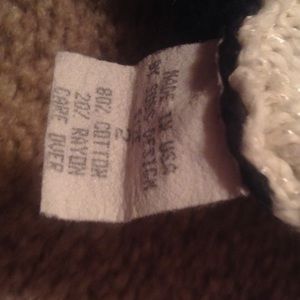 MADE IN USA
2
80% COTTON
20% RAYON
CARE OVER